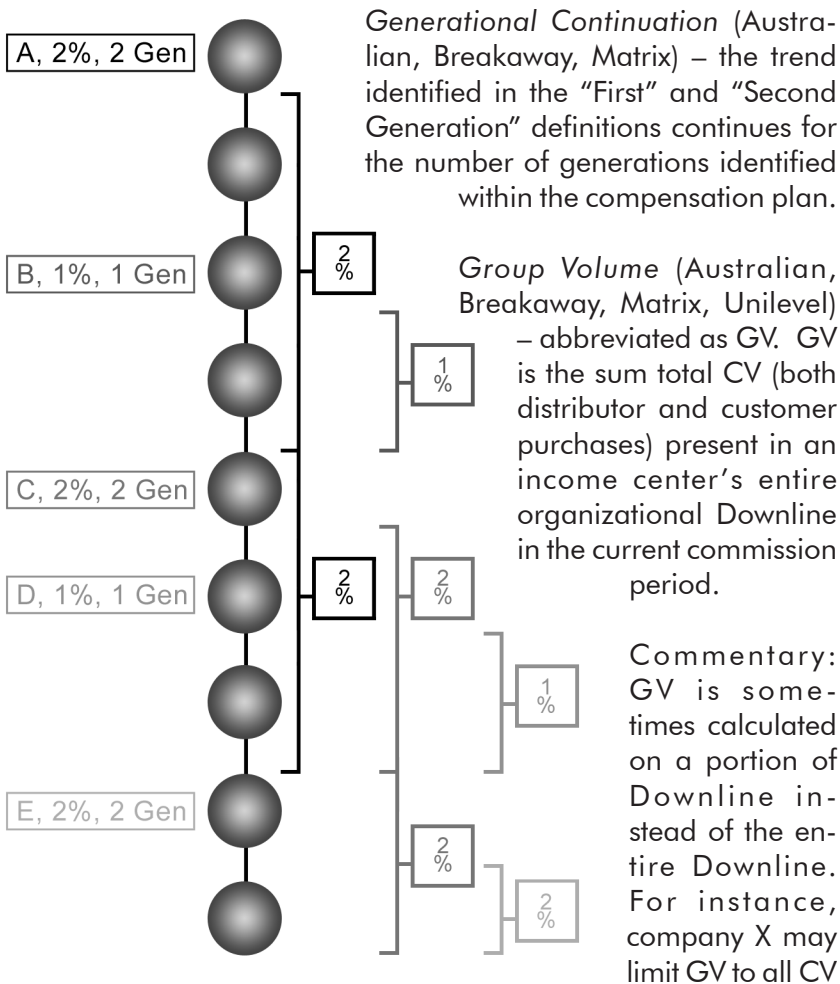 A, 2%, 2 Gen
B, 1%, 1 Gen
C, 2%, 2 Gen
D, 1%, 1 Gen
E, 2%, 2 Gen
2
%
1
%
2
%
2
%
1
%
2
%
2
%
Generational Continuation (Austra-
lian, Breakaway, Matrix) – the trend
identified in the “First” and “Second
Generation” definitions continues for
the number of generations identified
within the compensation plan.
Group Volume (Australian,
Breakaway, Matrix, Unilevel)
– abbreviated as GV. GV
is the sum total CV (both
distributor and customer
purchases) present in an
income center’s entire
organizational Downline
in the current commission
period.
Commentary:
GV is some-
times calculated
on a portion of
Downline in-
stead of the en-
tire Downline.
For instance,
company X may
limit GV to all CV